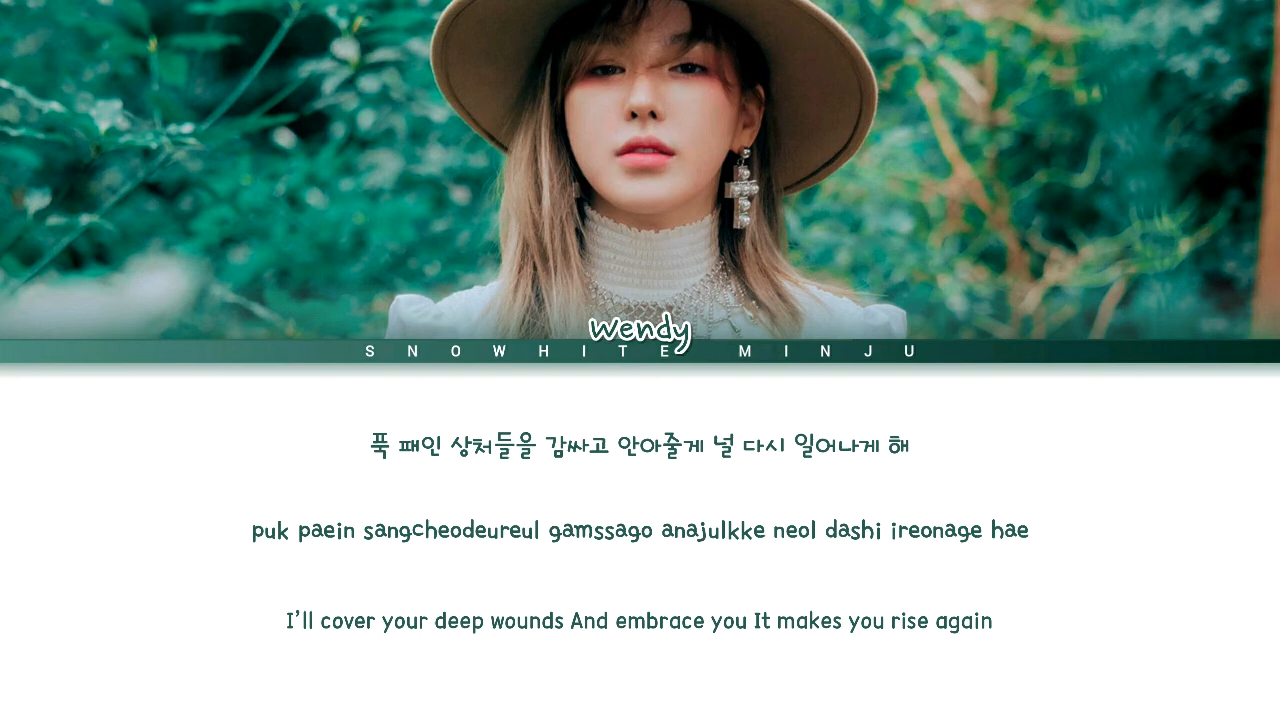 wendy
SNOWHITE MINJU
푹 패인 상처들을 감싸고 안아줄게 널 다시 일어나게 해
puk paein sangcheodeureul gamssago anajulkke neol dashi ireonage hae
I'll cover your deep wounds And embrace you It makes you rise again